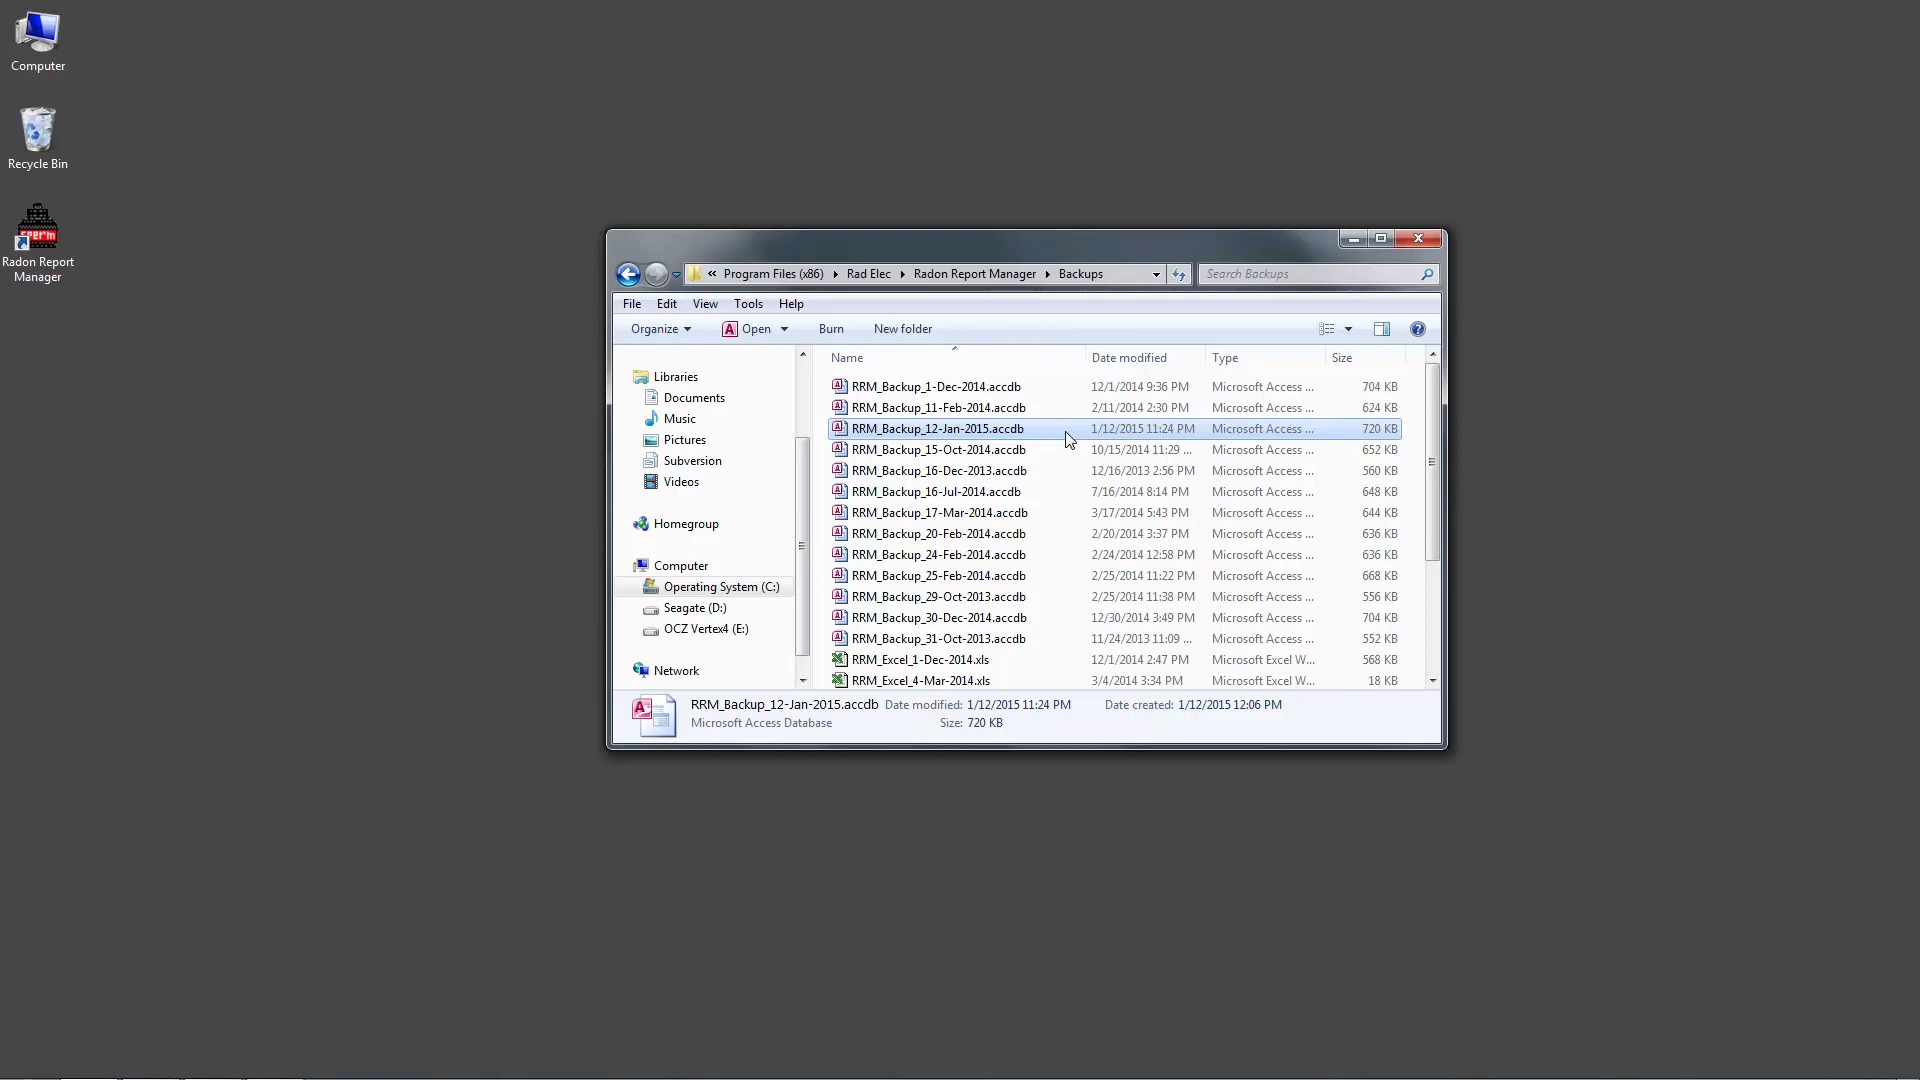 Computer
Recycle Bin
Radon Report
Manager
« Program Files (x86) Rad Elec Radon Report Manager Backups
Search Backups
File Edit View Tools Help
Organize Open Burn New folder
Name Date modified Type Size
Libraries
Documents
Music
Pictures
Subversion
Videos
Homegroup
Computer
Operating System (C:)
Seagate (D:)
OCZ Vertex4 (E:)
Network
RRM_Backup_1-Dec-2014.accdb 12/1/2014 9:36 PM Microsoft Access ... 704 KB
RRM_Backup_11-Feb-2014.accdb 2/11/2014 2:30 PM Microsoft Access ... 624 KB
RRM_Backup_12-Jan-2015.accdb 1/12/2015 11:24 PM Microsoft Access ... 720 KB
RRM_Backup_15-Oct-2014.accdb 10/15/2014 11:29 ... Microsoft Access ... 652 KB
RRM_Backup_16-Dec-2013.accdb 12/16/2013 2:56 PM Microsoft Access ... 560 KB
RRM_Backup_16-Jul-2014.accdb 7/16/2014 8:14 PM Microsoft Access ... 648 KB
RRM_Backup_17-Mar-2014.accdb 3/17/2014 5:43 PM Microsoft Access ... 644 KB
RRM_Backup_20-Feb-2014.accdb 2/20/2014 3:37 PM Microsoft Access ... 636 KB
RRM_Backup_24-Feb-2014.accdb 2/24/2014 12:58 PM Microsoft Access ... 636 KB
RRM_Backup_25-Feb-2014.accdb 2/25/2014 11:22 PM Microsoft Access ... 668 KB
RRM_Backup_29-Oct-2013.accdb 2/25/2014 11:38 PM Microsoft Access ... 556 KB
RRM_Backup_30-Dec-2014.accdb 12/30/2014 3:49 PM Microsoft Access ... 704 KB
RRM_Backup_31-Oct-2013.accdb 11/24/2013 11:09 ... Microsoft Access ... 552 KB
RRM_Excel_1-Dec-2014.xls 12/1/2014 2:47 PM Microsoft Excel W... 568 KB
RRM_Excel_4-Mar-2014.xls 3/4/2014 3:34 PM Microsoft Excel W... 18 KB
RRM_Backup_12-Jan-2015.accdb Date modified: 1/12/2015 11:24 PM Date created: 1/12/2015 12:06 PM
Microsoft Access Database Size: 720 KB